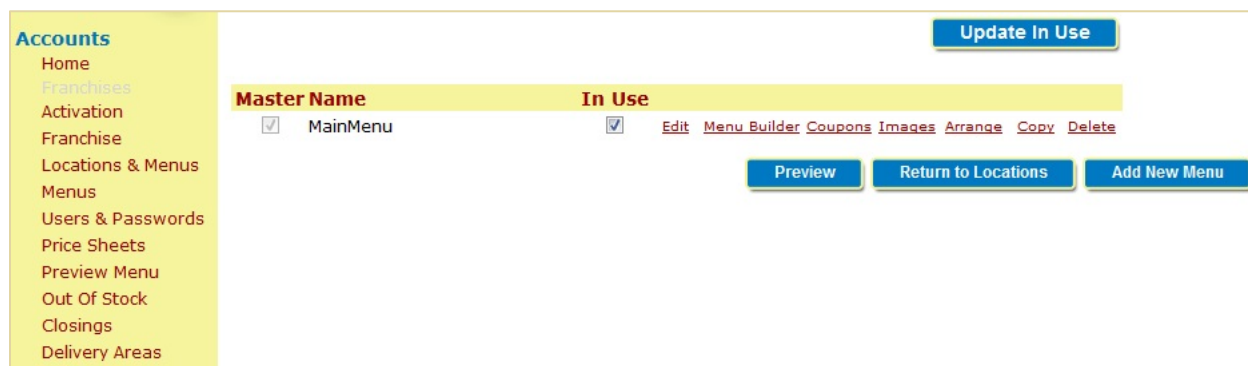 Accounts
Home
Franchises
Activation
Franchise
Locations & Menus
Menus
Users & Passwords
Price Sheets
Preview Menu
Out Of Stock
Closings
Delivery Areas
Update In Use
Master Name In Use
MainMenu Edit Menu Builder Coupons Images Arrange Copy Delete
Preview Return to Locations Add New Menu